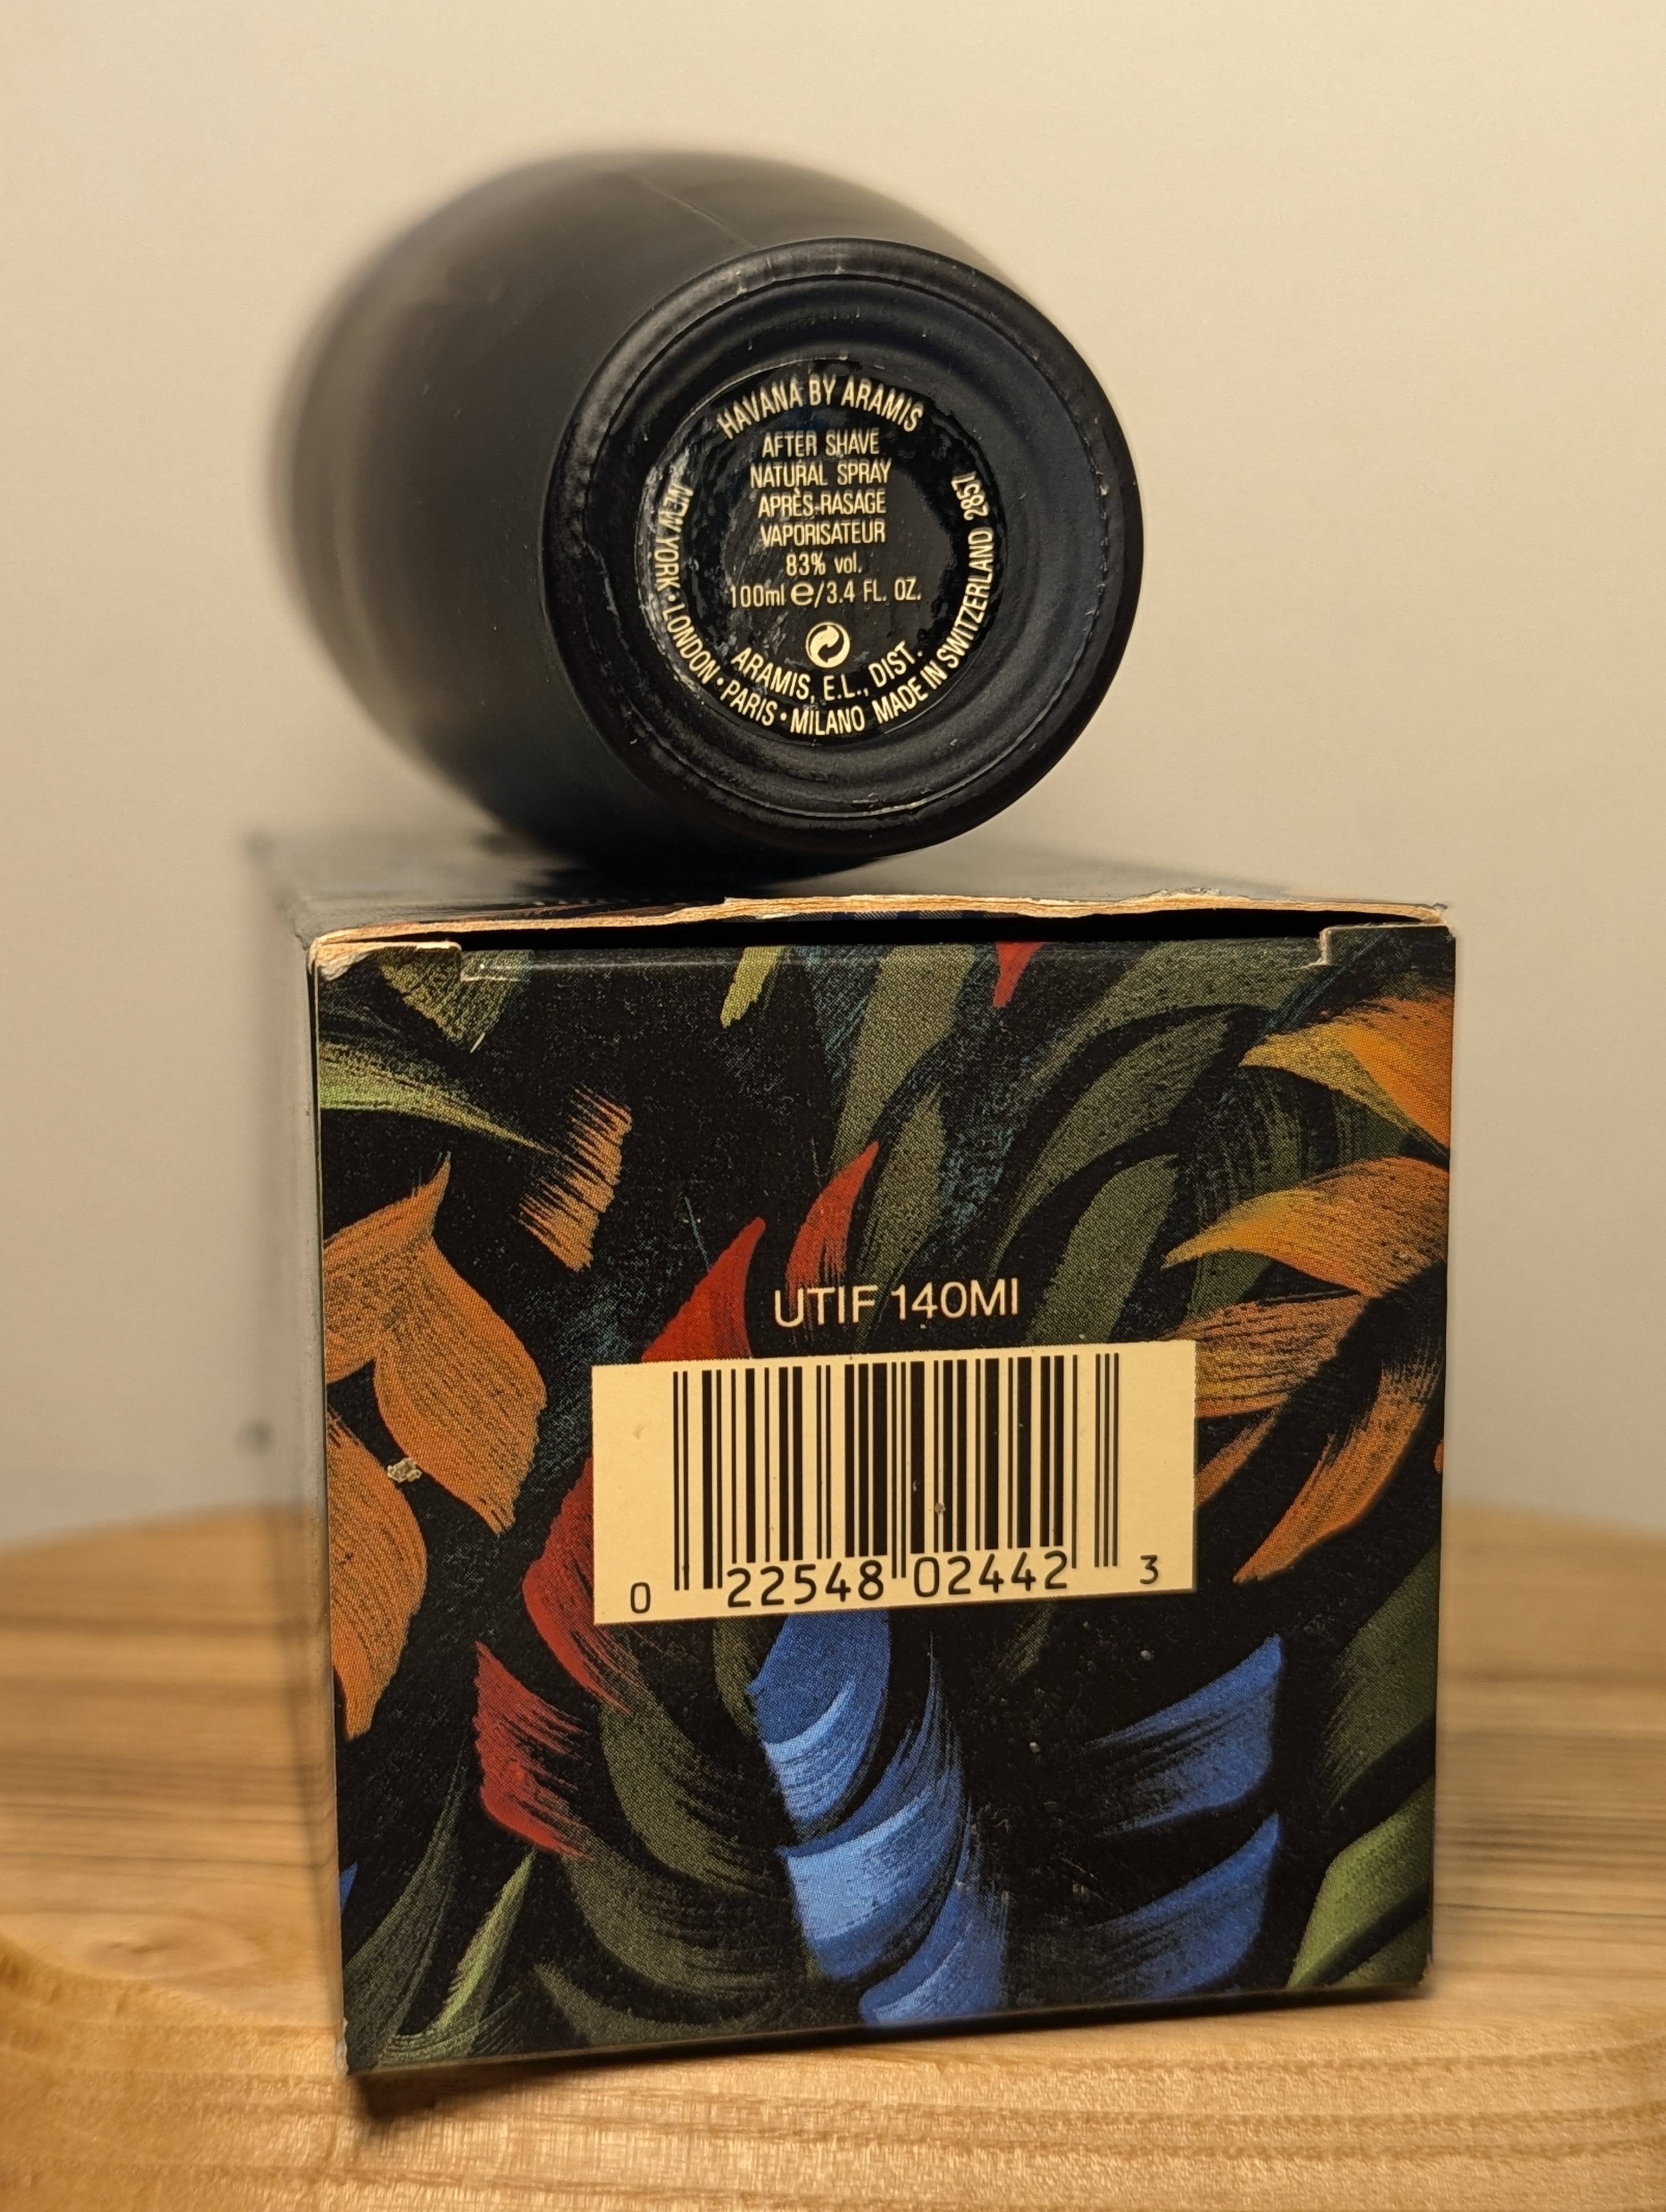 HAVANA BY ARAMIS
AFTER SHAVE
NATURAL SPRAY
APRÈS-RASAGE
VAPORISATEUR
83% vol.
100ml e/3.4 FL. OZ.
ARAMIS, E.L., DIST.
NEW YORK • LONDON • PARIS • MILANO MADE IN SWITZERLAND 2857
UTIF 140MI
0 22548 02442 3